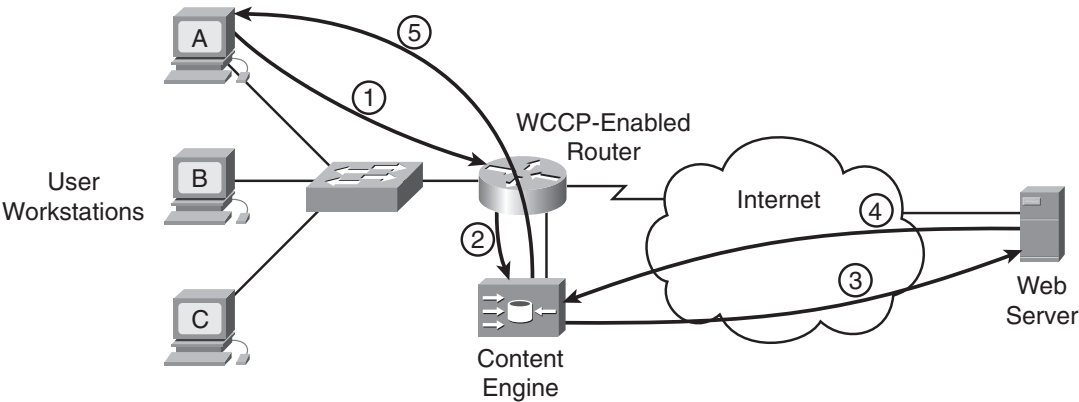 A
5
1
WCCP-Enabled
Router
User
Workstations
B
Internet
4
2
3
C
Web
Server
Content
Engine